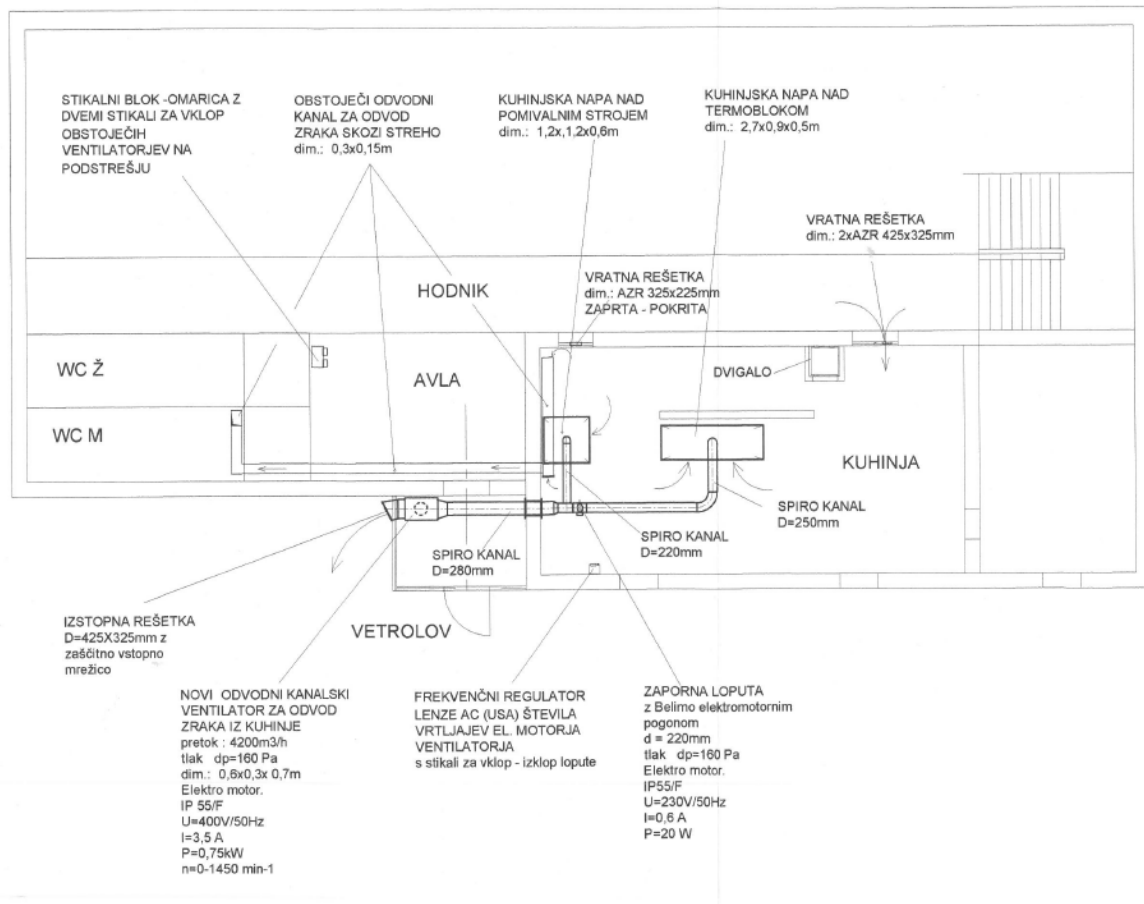 STIKALNI BLOK -OMARICA Z
DVEMI STIKALI ZA VKLOP
OBSTOJEČIH
VENTILATORJEV NA
PODSTREŠJU
OBSTOJEČI ODVODNI
KANAL ZA ODVOD
ZRAKA SKOZI STREHO
dim.: 0,3x0,15m
KUHINJSKA NAPA NAD
POMIVALNIM STROJEM
dim.: 1,2x,1,2x0,6m
KUHINJSKA NAPA NAD
TERMOBLOKOM
dim.: 2,7x0,9x0,5m
VRATNA REŠETKA
dim.: 2xAZR 425x325mm
VRATNA REŠETKA
dim.: AZR 325x225mm
ZAPRTA - POKRITA
HODNIK
WC Ž
AVLA
DVIGALO
WC M
KUHINJA
SPIRO KANAL
D=250mm
SPIRO KANAL
D=220mm
SPIRO KANAL
D=280mm
IZSTOPNA REŠETKA
D=425X325mm z
zaščitno vstopno
mrežico
VETROLOV
NOVI ODVODNI KANALSKI
VENTILATOR ZA ODVOD
ZRAKA IZ KUHINJE
pretok : 4200m3/h
tlak dp=160 Pa
dim.: 0,6x0,3x 0,7m
Elektro motor.
IP 55/F
U=400V/50Hz
I=3,5 A
P=0,75kW
n=0-1450 min-1
FREKVENČNI REGULATOR
LENZE AC (USA) ŠTEVILA
VRTLJAJEV EL. MOTORJA
VENTILATORJA
s stikali za vklop - izklop lopute
ZAPORNA LOPUTA
z Belimo elektromotornim
pogonom
d = 220mm
tlak dp=160 Pa
Elektro motor.
IP55/F
U=230V/50Hz
I=0,6 A
P=20 W